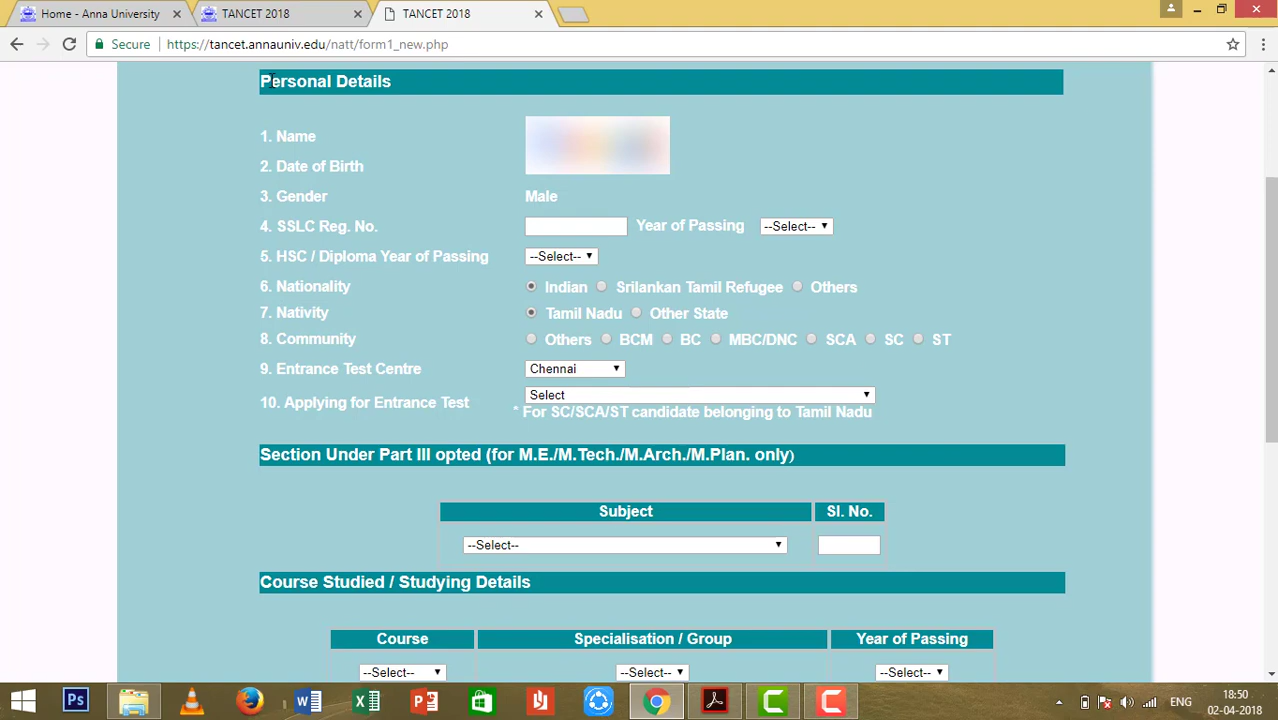 Home - Anna University
TANCET 2018
TANCET 2018
Secure https://tancet.annauniv.edu/natt/form1_new.php
Personal Details
1. Name
2. Date of Birth
3. Gender Male
4. SSLC Reg. No. Year of Passing --Select--
5. HSC / Diploma Year of Passing --Select--
6. Nationality Indian Srilankan Tamil Refugee Others
7. Nativity Tamil Nadu Other State
8. Community Others BCM BC MBC/DNC SCA SC ST
9. Entrance Test Centre Chennai
10. Applying for Entrance Test Select
* For SC/SCA/ST candidate belonging to Tamil Nadu
Section Under Part III opted (for M.E./M.Tech./M.Arch./M.Plan. only)
Subject Sl. No.
--Select--
Course Studied / Studying Details
Course Specialisation / Group Year of Passing
--Select-- --Select-- --Select--
Ps
ENG
18:50
02-04-2018